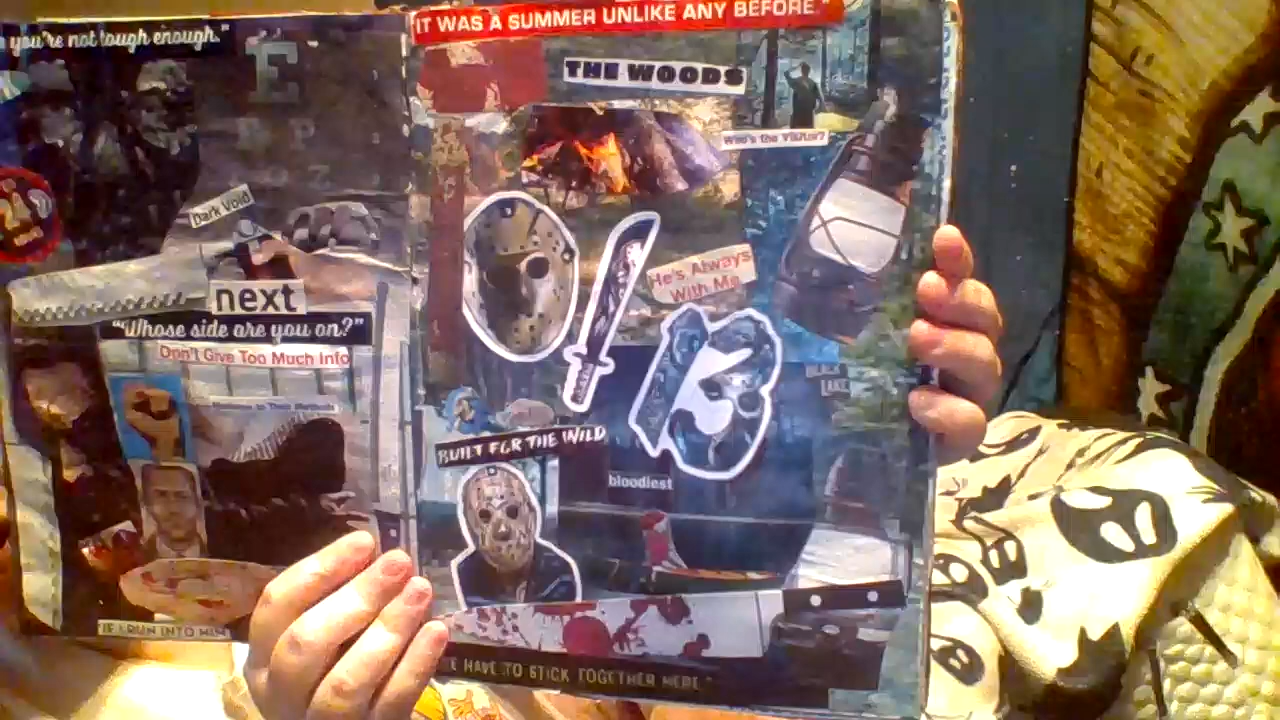 you're not tough enough."
E
Dark Void
next
"Whose side are you on?"
Don't Give Too Much Info
IF I RUN INTO HIM
IT WAS A SUMMER UNLIKE ANY BEFORE."
THE WOODS
Who's the Visitor?
He's Always
With Me
13
BLACK
LAKE
BUILT FOR THE WILD
bloodiest
E HAVE TO STICK TOGETHER HERE."